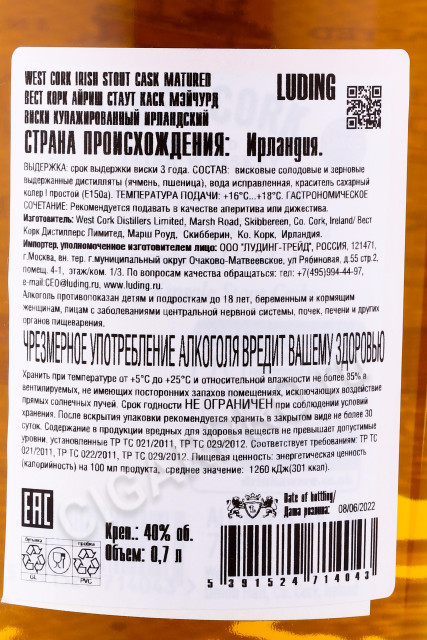 WEST CORK IRISH STOUT CASK MATURED
LUDING
ВЕСТ КОРК АЙРИШ СТАУТ КАСК МЭЙЧУРД
ВИСКИ КУПАЖИРОВАННЫЙ ИРЛАНДСКИЙ
СТРАНА ПРОИСХОЖДЕНИЯ: Ирландия.
ВЫДЕРЖКА: срок выдержки виски 3 года. СОСТАВ: висковые солодовые и зерновые
выдержанные дистилляты (ячмень, пшеница), вода исправленная, краситель сахарный
колер I простой (Е150а). ТЕМПЕРАТУРА ПОДАЧИ: +16°С...+18°С. ГАСТРОНОМИЧЕСКОЕ
СОЧЕТАНИЕ: Рекомендуется подавать в качестве аперитива или дижестива.
Изготовитель: West Cork Distillers Limited, Marsh Road, Skibbereen, Co. Cork, Ireland/ Вест
Корк Дистиллерс Лимитед, Марш Роуд, Скибберин, Ко. Корк, Ирландия.
Импортер, уполномоченное изготовителем лицо: ООО "ЛУДИНГ-ТРЕЙД", РОССИЯ, 121471,
г.Москва, вн. тер. г.муниципальный округ Очаково-Матвеевское, ул Рябиновая, д.55 стр.2,
помещ. 4-1, этаж/ком. 1/3. По вопросам качества обращаться: тел: +7(495)994-44-97,
e-mail:CEO@luding.ru, www.luding.ru.
Алкоголь противопоказан детям и подросткам до 18 лет, беременным и кормящим
женщинам, лицам с заболеваниями центральной нервной системы, почек, печени и других
органов пищеварения.
ЧРЕЗМЕРНОЕ УПОТРЕБЛЕНИЕ АЛКОГОЛЯ ВРЕДИТ ВАШЕМУ ЗДОРОВЬЮ
Хранить при температуре от +5°С до +25°С и относительной влажности не более 85% в
вентилируемых, не имеющих посторонних запахов помещениях, исключающих воздействие
прямых солнечных лучей. Срок годности НЕ ОГРАНИЧЕН при соблюдении условий
хранения. После вскрытия упаковки рекомендуется хранить в закрытом виде не более 30
суток. Содержание в продукции вредных для здоровья веществ не превышает допустимые
уровни, установленные ТР ТС 021/2011, ТР ТС 029/2012. Соответствует требованиям: ТР ТС
021/2011, ТР ТС 022/2011, ТР ТС 029/2012. Пищевая ценность: энергетическая ценность
(калорийность) на 100 мл продукта, среднее значение: 1260 кДж(301 ккал).
EAC
Креп.: 40% об.
Объем: 0,7 л
Date of bottling/
Дата розлива: 08/06/2022
бутылка
пробка
GL
PVC
5 391524 714043